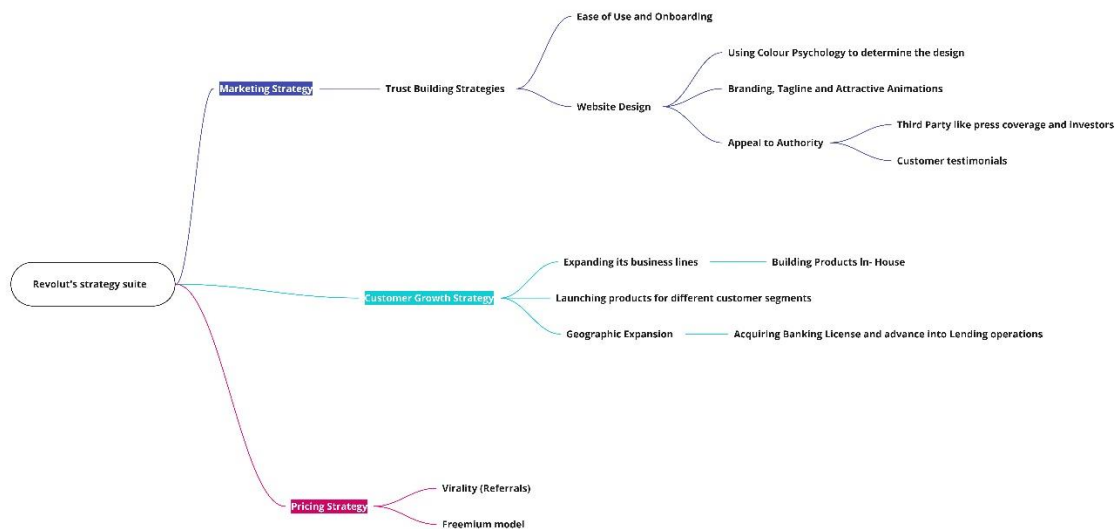 Revolut's strategy suite
Marketing Strategy
Trust Building Strategies
Ease of Use and Onboarding
Website Design
Using Colour Psychology to determine the design
Branding, Tagline and Attractive Animations
Appeal to Authority
Third Party like press coverage and investors
Customer testimonials
Customer Growth Strategy
Expanding its business lines
Building Products In- House
Launching products for different customer segments
Geographic Expansion
Acquiring Banking License and advance into Lending operations
Pricing Strategy
Virality (Referrals)
Freemium model